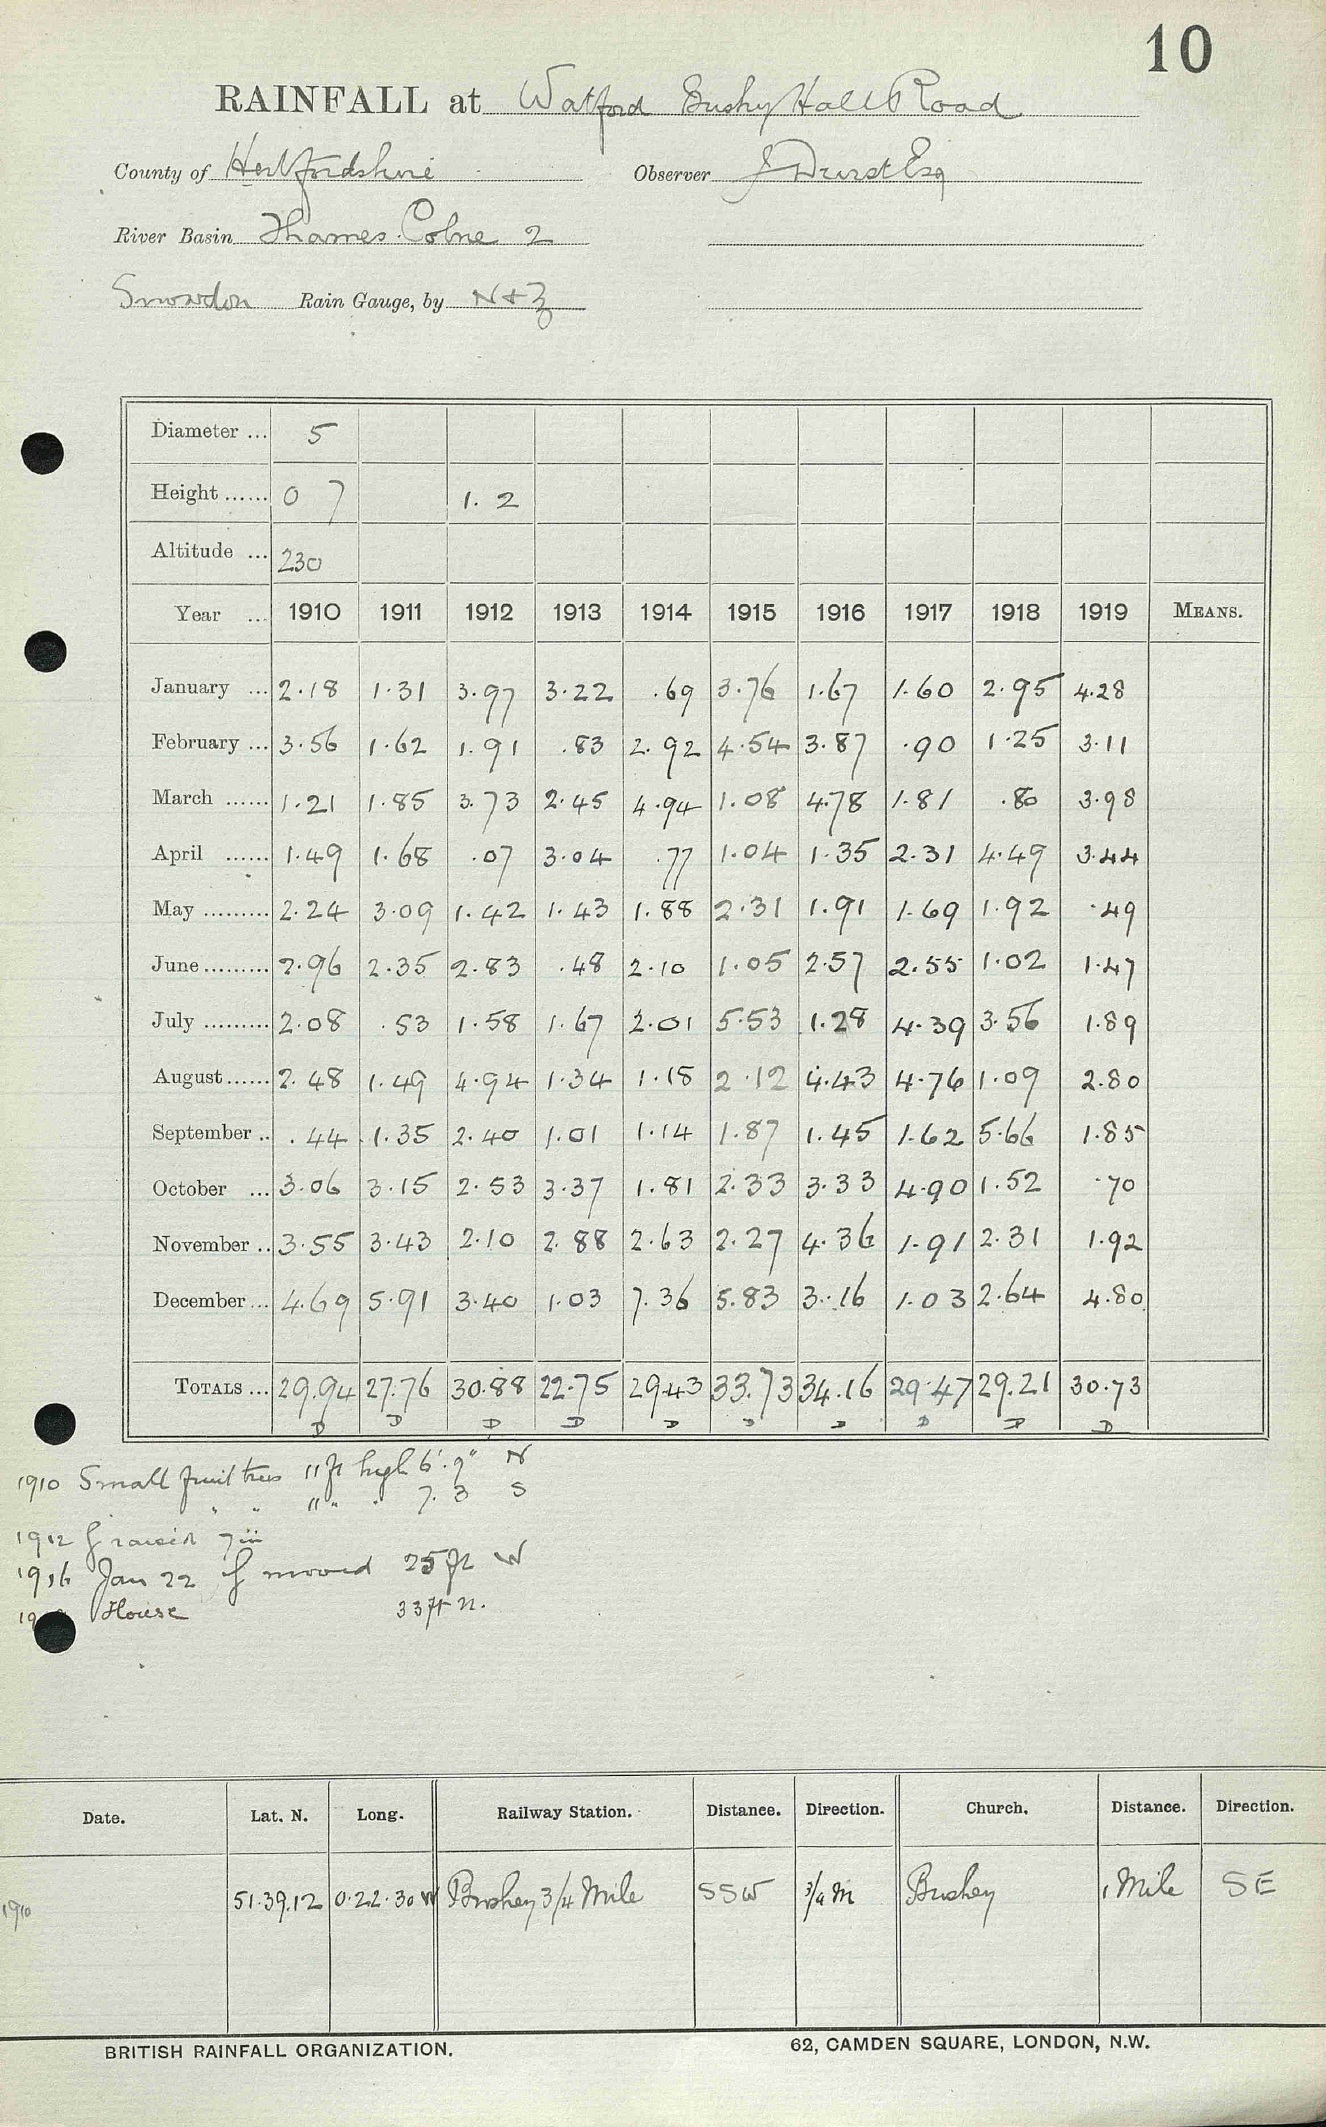 10
RAINFALL at Watford Bushy Hall Road
County of Hertfordshire Observer J Durst Esq
River Basin Thames. Colne 2
Snowdon Rain Gauge, by N + Z
Diameter ... 5
Height ...... 0 7 1. 2
Altitude ... 230
Year ... 1910 1911 1912 1913 1914 1915 1916 1917 1918 1919 MEANS.
January ... 2.18 1.31 3.97 3.22 .69 3.76 1.67 1.60 2.95 4.28
February ... 3.56 1.62 1.91 .83 2.92 4.54 3.87 .90 1.25 3.11
March ...... 1.21 1.85 3.73 2.45 4.94 1.08 4.78 1.81 .80 3.98
April ...... 1.49 1.68 .07 3.04 .77 1.04 1.35 2.31 4.49 3.44
May ......... 2.24 3.09 1.42 1.43 1.88 2.31 1.91 1.69 1.92 .49
June ......... 2.96 2.35 2.83 .48 2.10 1.05 2.57 2.55 1.02 1.47
July ......... 2.08 .53 1.58 1.67 2.01 5.53 1.28 4.39 3.56 1.89
August ...... 2.48 1.49 4.94 1.34 1.18 2.12 4.43 4.76 1.09 2.80
September .. .44 1.35 2.40 1.01 1.14 1.87 1.45 1.62 5.66 1.85
October ... 3.06 3.15 2.53 3.37 1.81 2.33 3.33 4.90 1.52 .70
November .. 3.55 3.43 2.10 2.88 2.63 2.27 4.36 1.91 2.31 1.92
December ... 4.69 5.91 3.40 1.03 7.36 5.83 3.16 1.03 2.64 4.80
TOTALS ... 29.94 27.76 30.88 22.75 29.43 33.73 34.16 29.47 29.21 30.73
D D D D D D D D D D
1910 Small fruit trees 11 ft high 6'.9" N
" " " 11 " " 7. 3 S
1912 G raised 7 in
1916 Jan 22 G moved 25 ft W
House 33 ft N.
Date. Lat. N. Long. Railway Station. Distance. Direction. Church. Distance. Direction.
1910 51.39.12 0.22.30 W Bushey 3/4 Mile SSW 3/4 M Bushey 1 Mile SE
BRITISH RAINFALL ORGANIZATION. 62, CAMDEN SQUARE, LONDON, N.W.